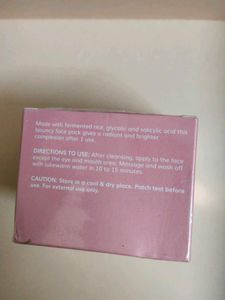 Made with fermented rice, glycolic and salicylic acid this
bouncy face pack gives a radiant and brighter
complexion after 1 use.
DIRECTIONS TO USE: After cleansing, apply to the face
except the eye and mouth area. Massage and wash off
with lukewarm water in 10 to 15 minutes.
CAUTION: Store in a cool & dry place. Patch test before
use. For external use only.